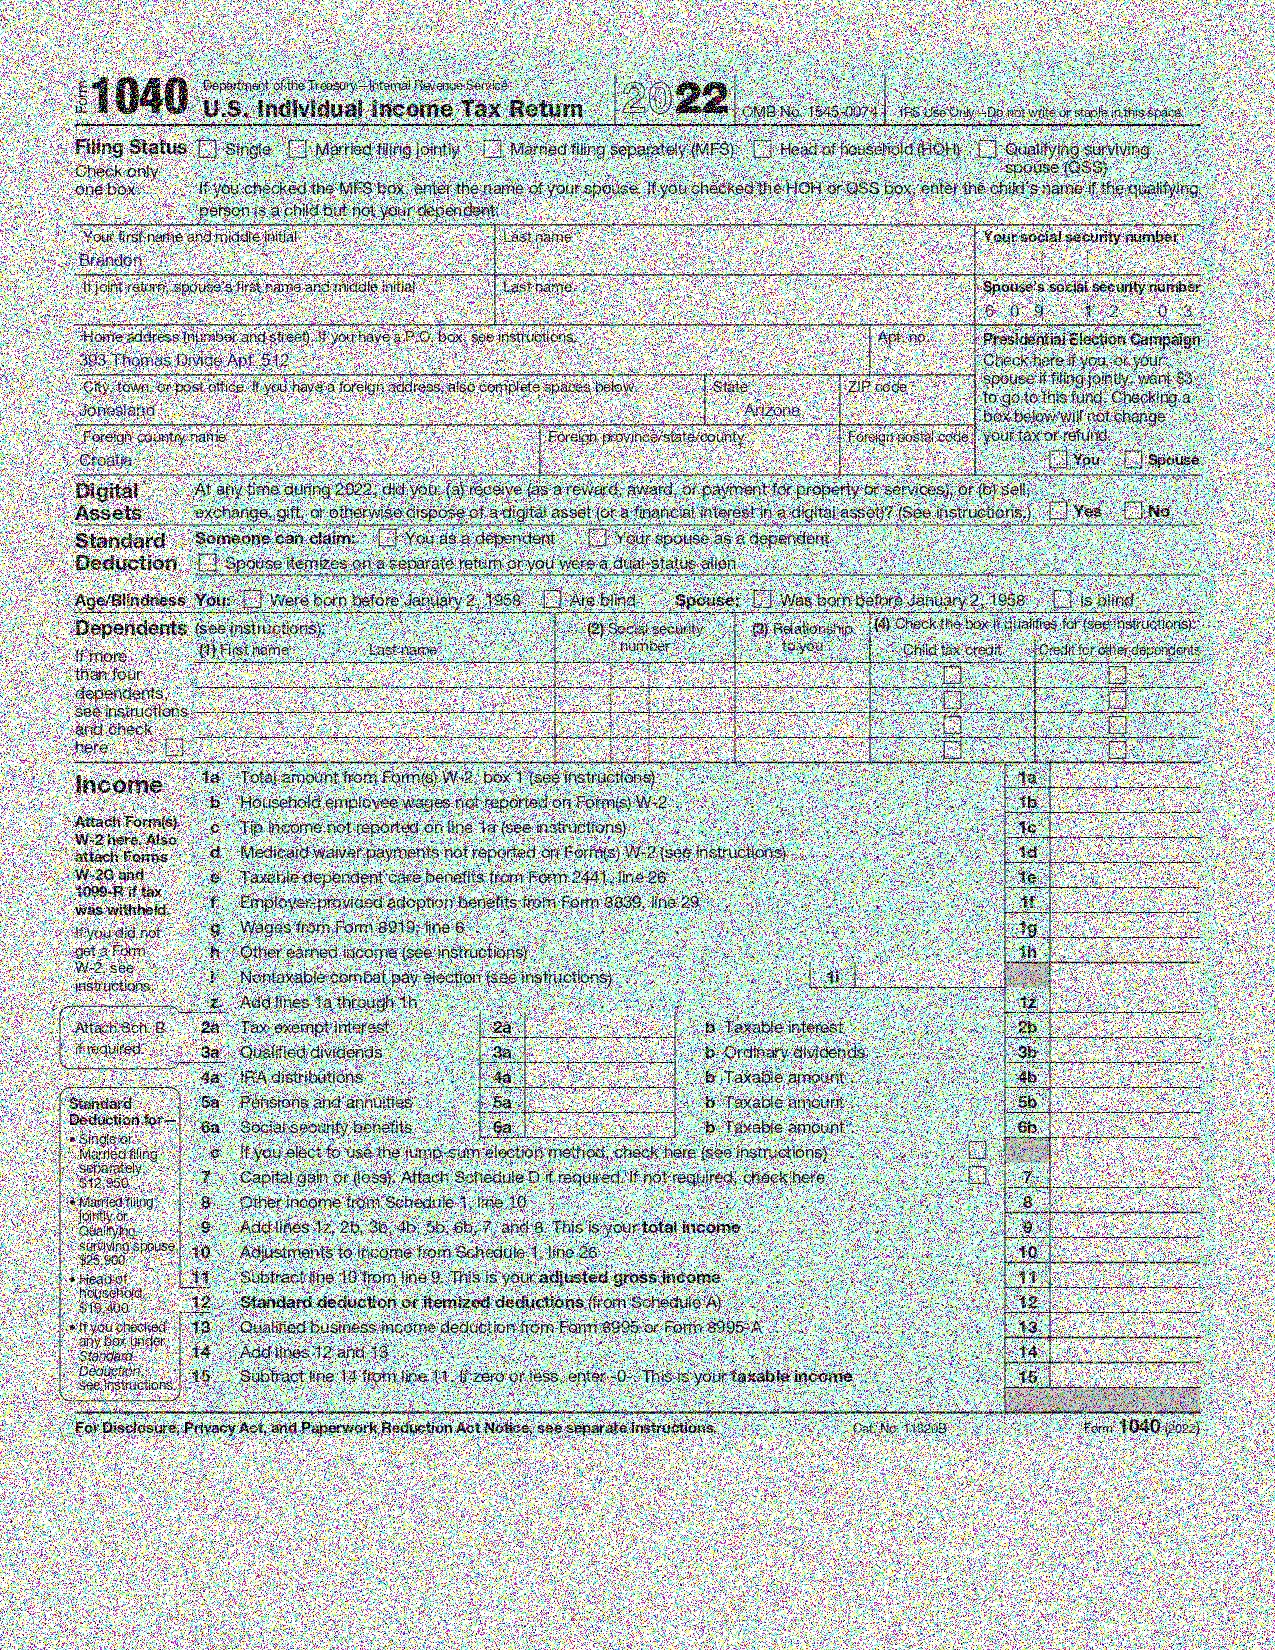 Form 1040 Department of the Treasury—Internal Revenue Service
U.S. Individual Income Tax Return 2022 OMB No. 1545-0074 IRS Use Only—Do not write or staple in this space.
Filing Status Single Married filing jointly Married filing separately (MFS) Head of household (HOH) Qualifying surviving
spouse (QSS)
Check only
one box.
If you checked the MFS box, enter the name of your spouse. If you checked the HOH or QSS box, enter the child's name if the qualifying
person is a child but not your dependent:
Your first name and middle initial Last name Your social security number
Brandon
If joint return, spouse's first name and middle initial Last name Spouse's social security number
6 0 9 1 2 0 3
Home address (number and street). If you have a P.O. box, see instructions. Apt. no.
393 Thomas Divide Apt. 512
City, town, or post office. If you have a foreign address, also complete spaces below. State ZIP code
Jonesland Arizona
Foreign country name Foreign province/state/county Foreign postal code
Croatia
Presidential Election Campaign
Check here if you, or your
spouse if filing jointly, want $3
to go to this fund. Checking a
box below will not change
your tax or refund.
You Spouse
Digital
Assets
At any time during 2022, did you: (a) receive (as a reward, award, or payment for property or services); or (b) sell,
exchange, gift, or otherwise dispose of a digital asset (or a financial interest in a digital asset)? (See instructions.) Yes No
Standard
Deduction
Someone can claim: You as a dependent Your spouse as a dependent
Spouse itemizes on a separate return or you were a dual-status alien
Age/Blindness You: Were born before January 2, 1958 Are blind Spouse: Was born before January 2, 1958 Is blind
Dependents (see instructions): (2) Social security number (3) Relationship to you (4) Check the box if qualifies for (see instructions):
(1) First name Last name Child tax credit Credit for other dependents
If more
than four
dependents,
see instructions
and check
here
Income
Attach Form(s)
W-2 here. Also
attach Forms
W-2G and
1099-R if tax
was withheld.
If you did not
get a Form
W-2, see
instructions.
1a Total amount from Form(s) W-2, box 1 (see instructions) 1a
b Household employee wages not reported on Form(s) W-2 1b
c Tip income not reported on line 1a (see instructions) 1c
d Medicaid waiver payments not reported on Form(s) W-2 (see instructions) 1d
e Taxable dependent care benefits from Form 2441, line 26 1e
f Employer-provided adoption benefits from Form 8839, line 29 1f
g Wages from Form 8919, line 6 1g
h Other earned income (see instructions) 1h
i Nontaxable combat pay election (see instructions) 1i
z Add lines 1a through 1h 1z
Attach Sch. B
if required.
2a Tax-exempt interest 2a b Taxable interest 2b
3a Qualified dividends 3a b Ordinary dividends 3b
4a IRA distributions 4a b Taxable amount 4b
5a Pensions and annuities 5a b Taxable amount 5b
6a Social security benefits 6a b Taxable amount 6b
c If you elect to use the lump-sum election method, check here (see instructions)
7 Capital gain or (loss). Attach Schedule D if required. If not required, check here 7
8 Other income from Schedule 1, line 10 8
9 Add lines 1z, 2b, 3b, 4b, 5b, 6b, 7, and 8. This is your total income 9
10 Adjustments to income from Schedule 1, line 26 10
11 Subtract line 10 from line 9. This is your adjusted gross income 11
12 Standard deduction or itemized deductions (from Schedule A) 12
13 Qualified business income deduction from Form 8995 or Form 8995-A 13
14 Add lines 12 and 13 14
15 Subtract line 14 from line 11. If zero or less, enter -0-. This is your taxable income 15
Standard
Deduction for—
• Single or
Married filing
separately,
$12,950
• Married filing
jointly or
Qualifying
surviving spouse,
$25,900
• Head of
household,
$19,400
• If you checked
any box under
Standard
Deduction,
see instructions.
For Disclosure, Privacy Act, and Paperwork Reduction Act Notice, see separate instructions. Cat. No. 11320B Form 1040 (2022)